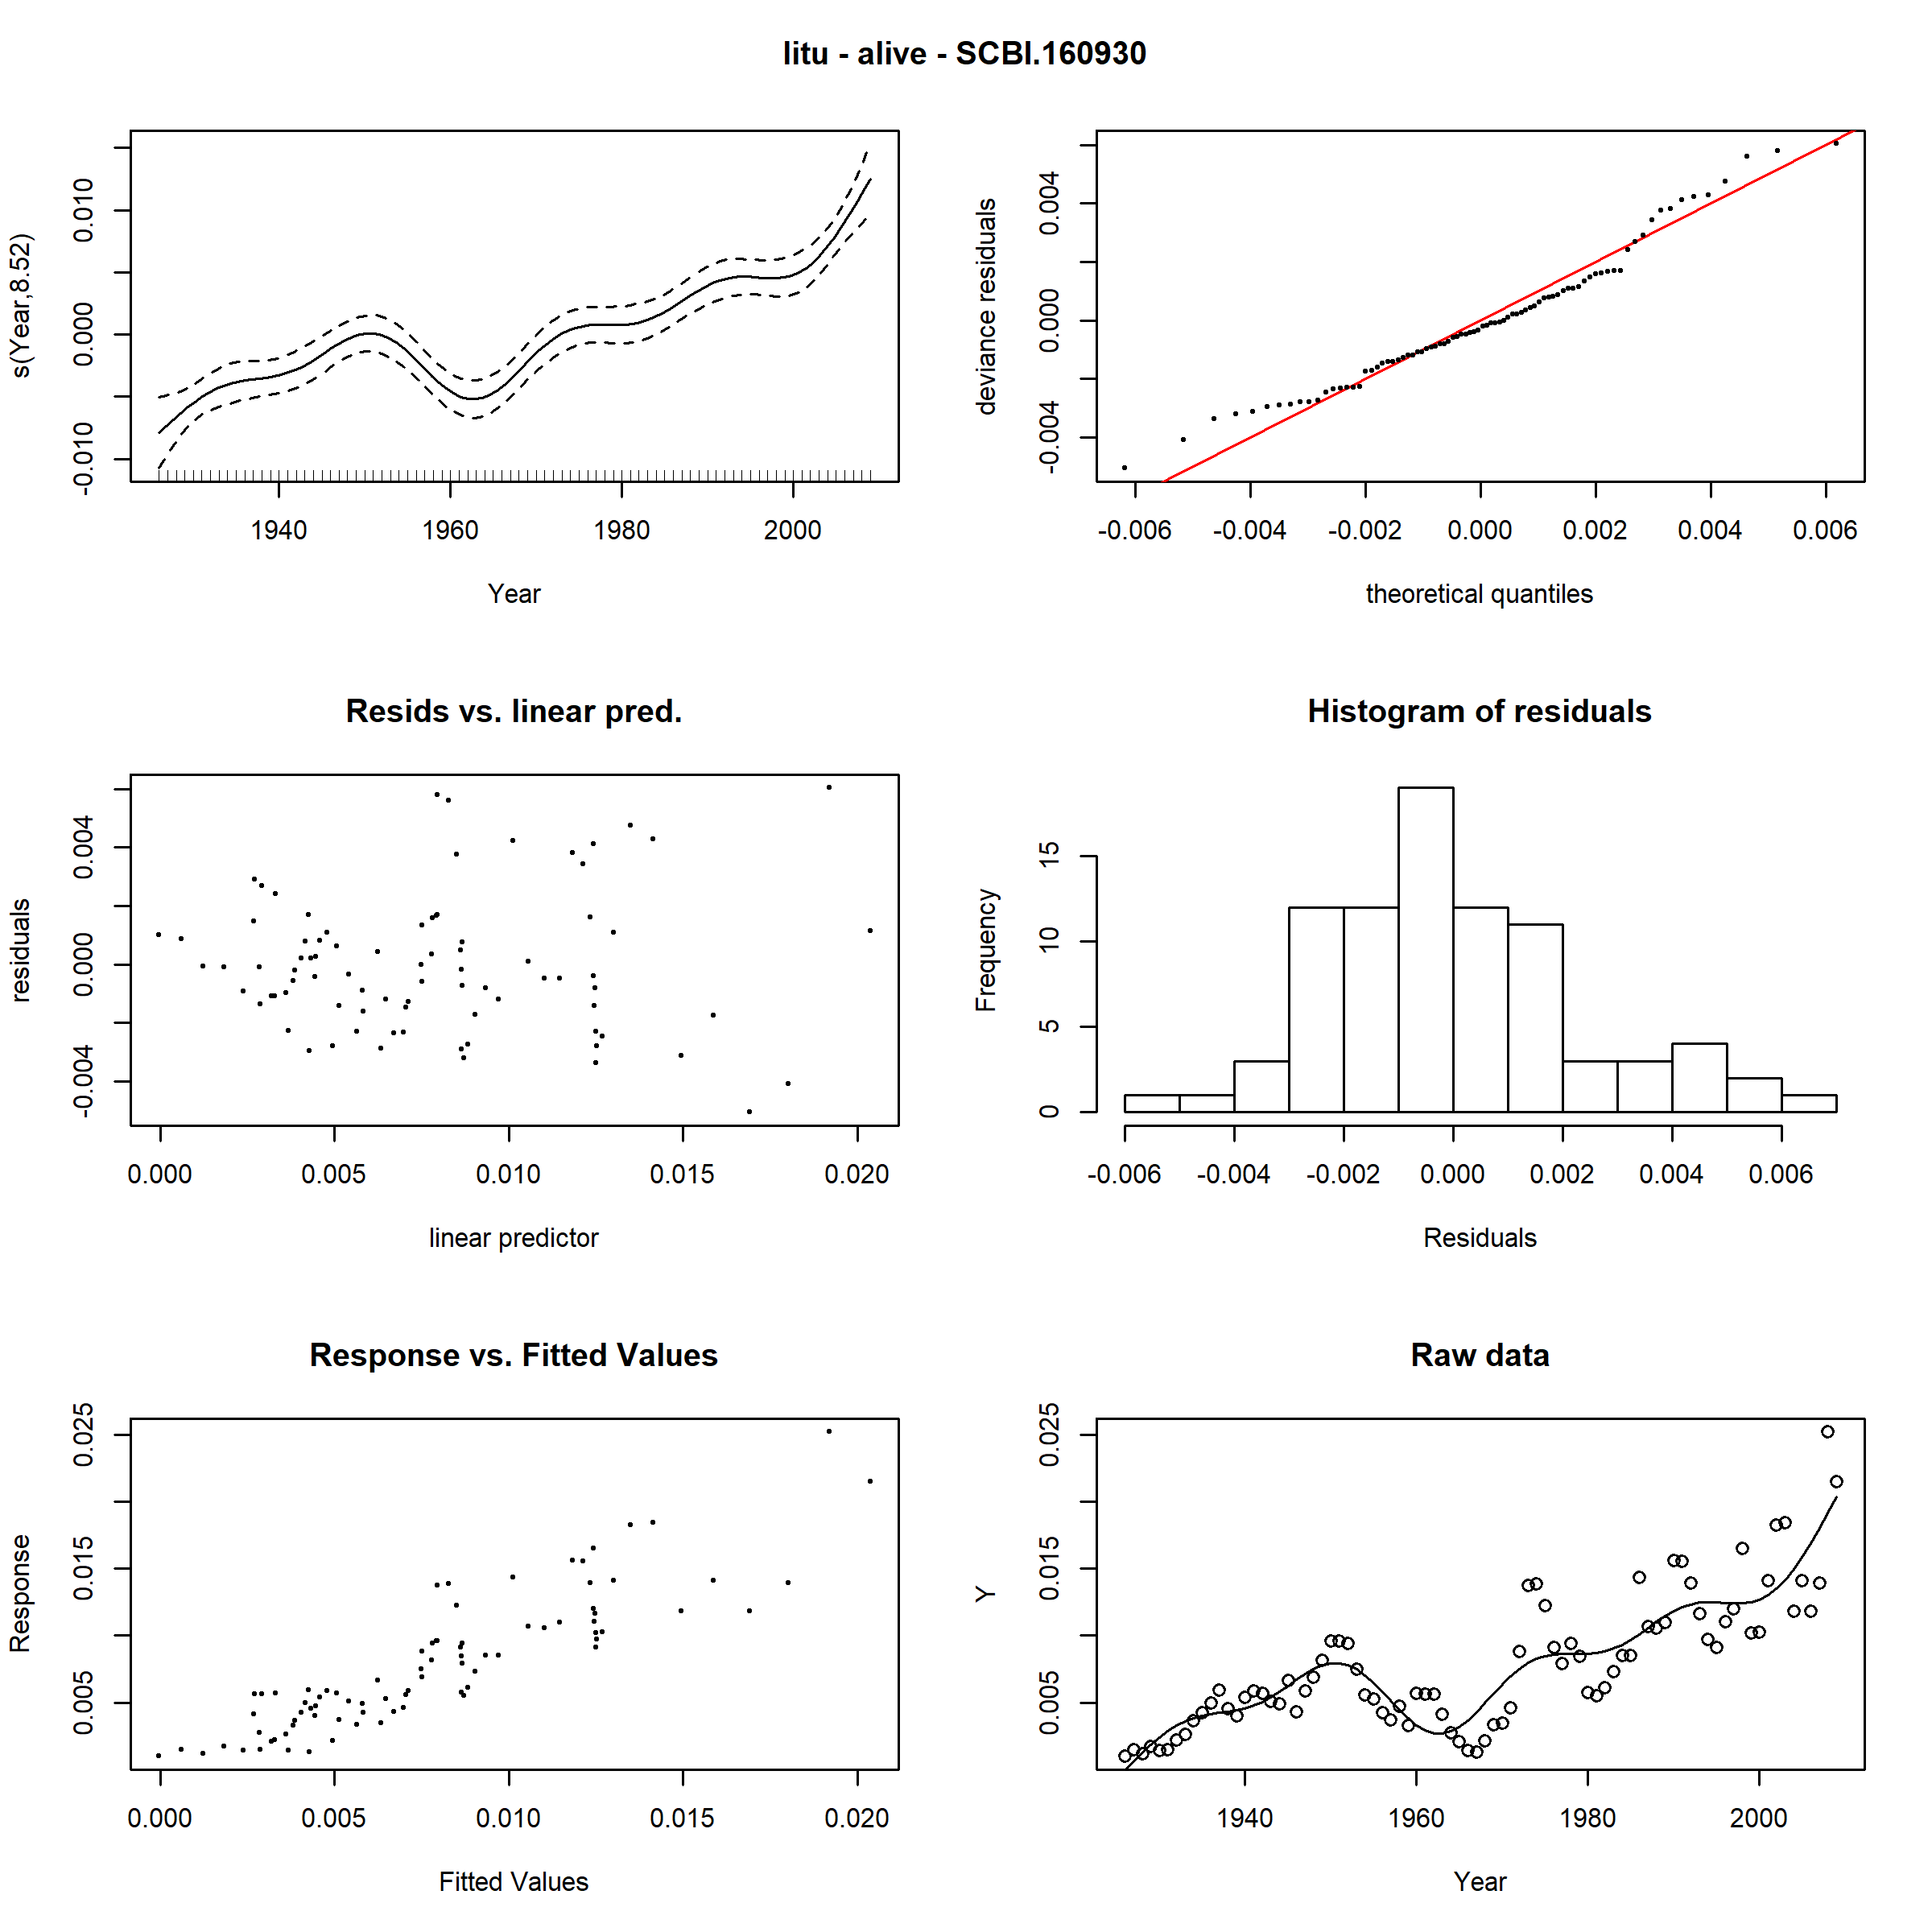 litu - alive - SCBI.160930
s(Year,8.52)
-0.010 0.000 0.010
1940 1960 1980 2000
Year
deviance residuals
-0.004 0.000 0.004
-0.006 -0.004 -0.002 0.000 0.002 0.004 0.006
theoretical quantiles
Resids vs. linear pred.
residuals
-0.004 0.000 0.004
0.000 0.005 0.010 0.015 0.020
linear predictor
Histogram of residuals
Frequency
0 5 10 15
-0.006 -0.004 -0.002 0.000 0.002 0.004 0.006
Residuals
Response vs. Fitted Values
Response
0.005 0.015 0.025
0.000 0.005 0.010 0.015 0.020
Fitted Values
Raw data
Y
0.005 0.015 0.025
1940 1960 1980 2000
Year